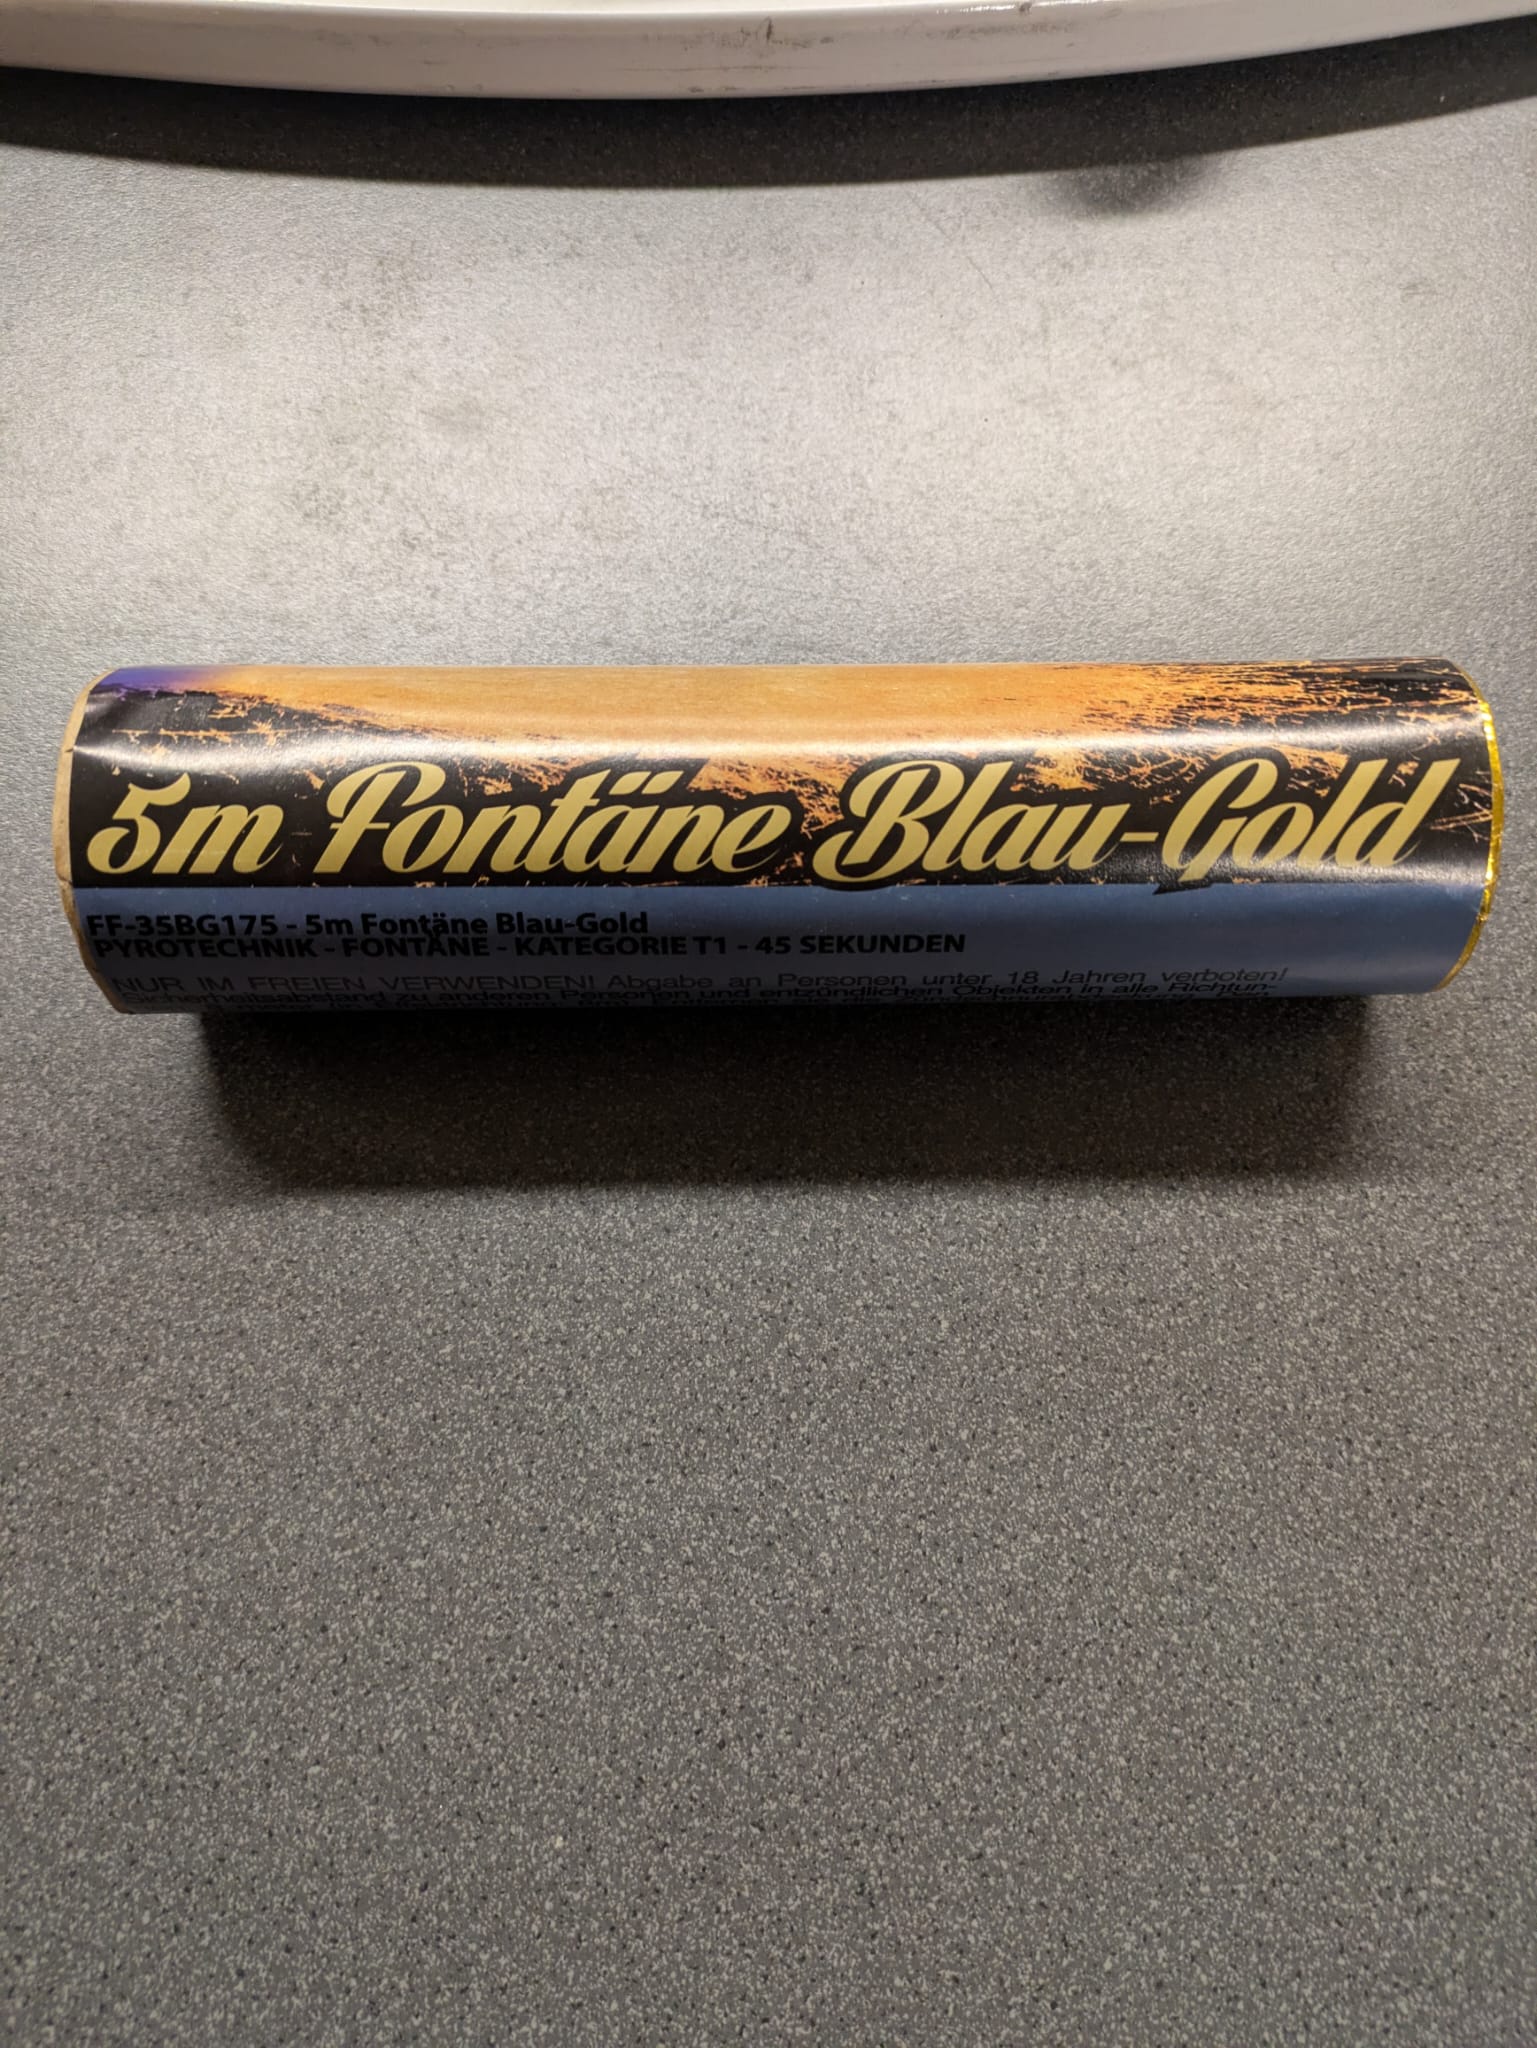 5m Fontäne Blau-Gold
FF-35BG175 - 5m Fontäne Blau-Gold
PYROTECHNIK - FONTÄNE - KATEGORIE T1 - 45 SEKUNDEN
NUR IM FREIEN VERWENDEN! Abgabe an Personen unter 18 Jahren verboten!
Sicherheitsabstand zu anderen Personen und entzündlichen Objekten in alle Richtun-